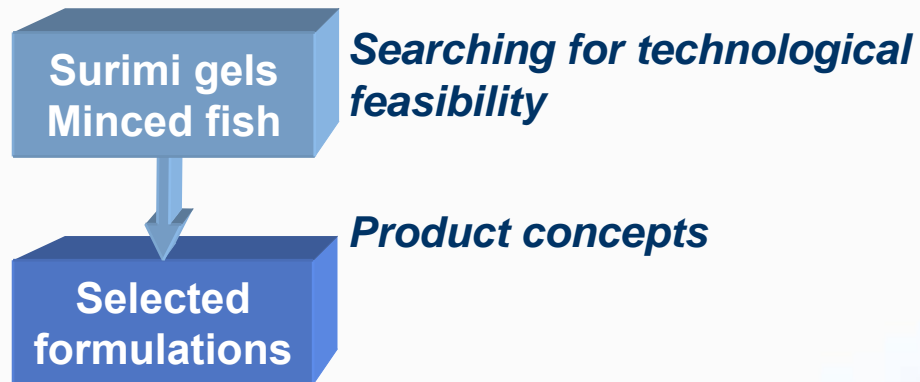 Surimi gels
Minced fish
Searching for technological
feasibility
Product concepts
Selected
formulations